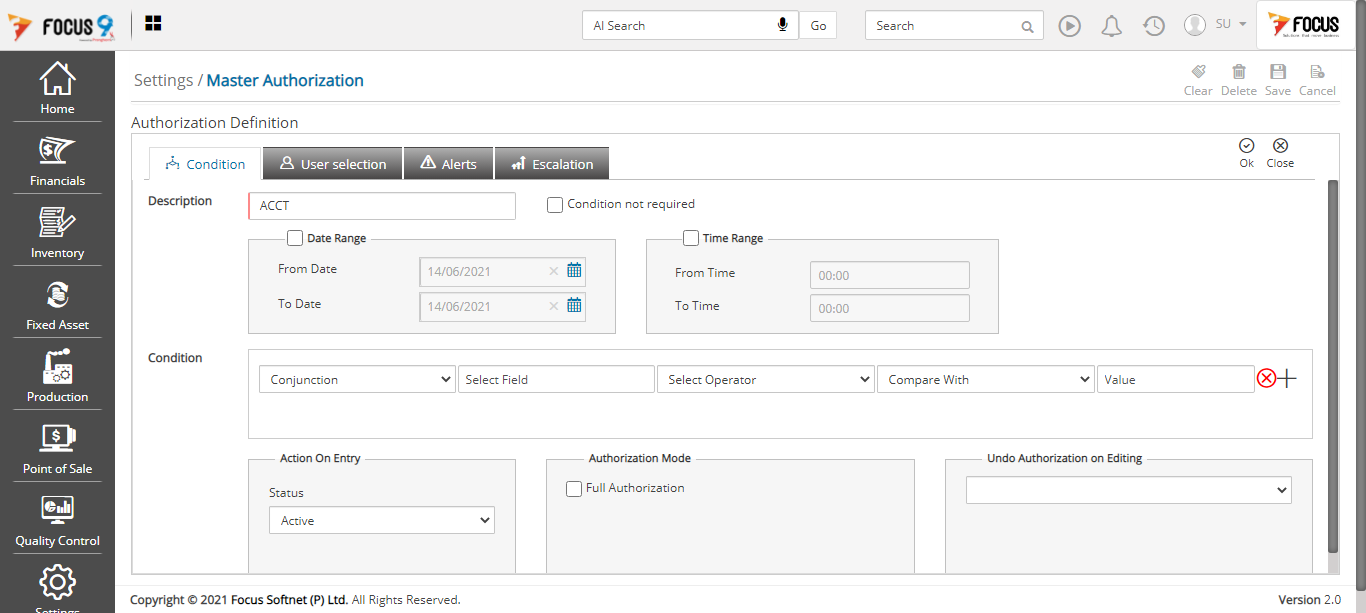 FOCUS 9
AI Search
Go
Search
SU
FOCUS
Home
Financials
Inventory
Fixed Asset
Production
Point of Sale
Quality Control
Settings
Settings / Master Authorization
Clear Delete Save Cancel
Authorization Definition
Condition User selection Alerts Escalation
Ok Close
Description
ACCT
Condition not required
Date Range
From Date
14/06/2021
To Date
14/06/2021
Time Range
From Time
00:00
To Time
00:00
Condition
Conjunction Select Field Select Operator Compare With Value
Action On Entry
Status
Active
Authorization Mode
Full Authorization
Undo Authorization on Editing
Copyright © 2021 Focus Softnet (P) Ltd. All Rights Reserved.
Version 2.0